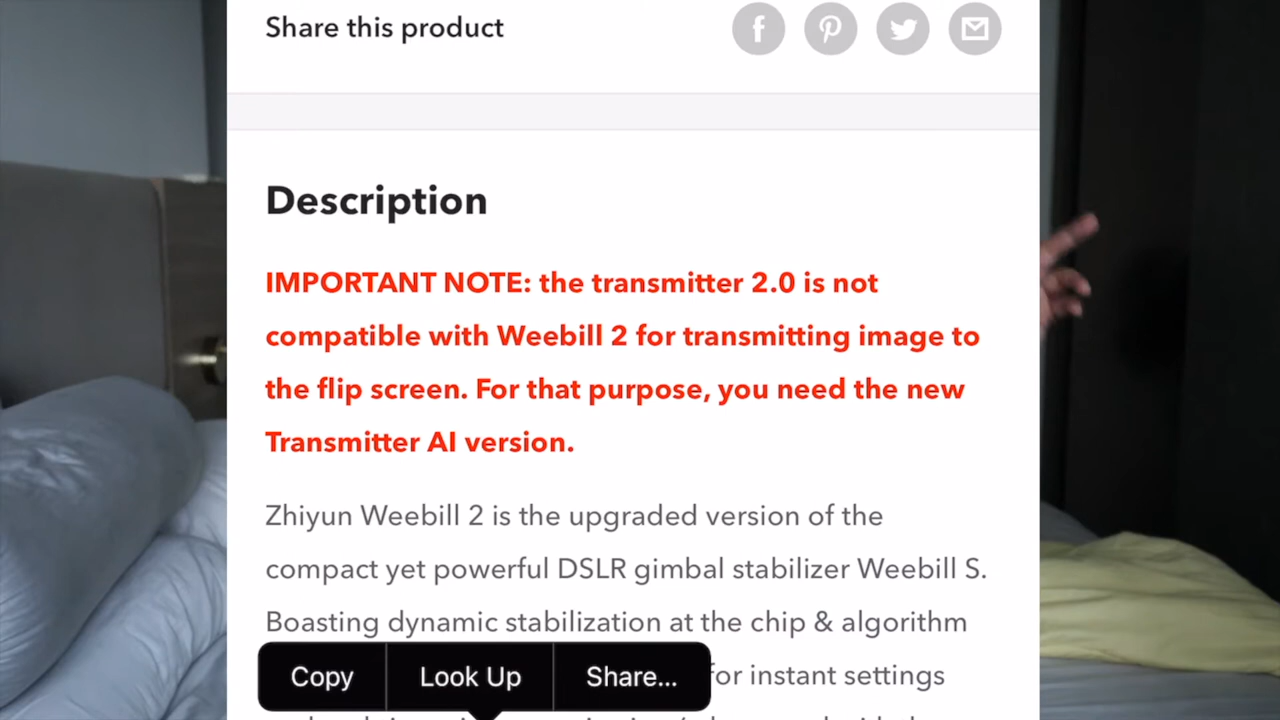 Share this product
Description
IMPORTANT NOTE: the transmitter 2.0 is not
compatible with Weebill 2 for transmitting image to
the flip screen. For that purpose, you need the new
Transmitter AI version.
Zhiyun Weebill 2 is the upgraded version of the
compact yet powerful DSLR gimbal stabilizer Weebill S.
Boasting dynamic stabilization at the chip & algorithm
for instant settings
Copy
Look Up
Share...